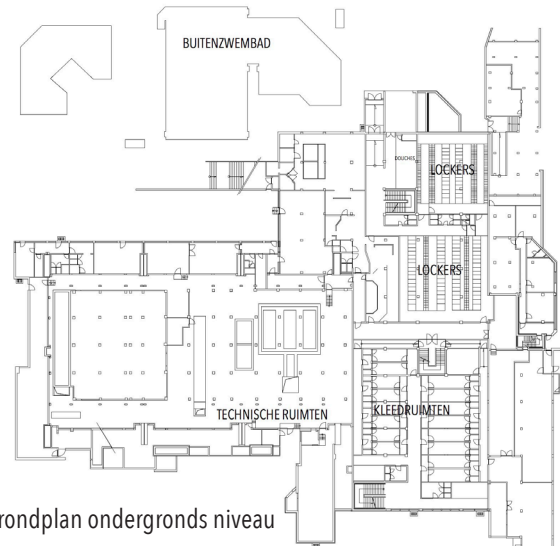 BUITENZWEMBAD
DOUCHES
LOCKERS
LOCKERS
TECHNISCHE RUIMTEN
KLEEDRUIMTEN
rondplan ondergronds niveau